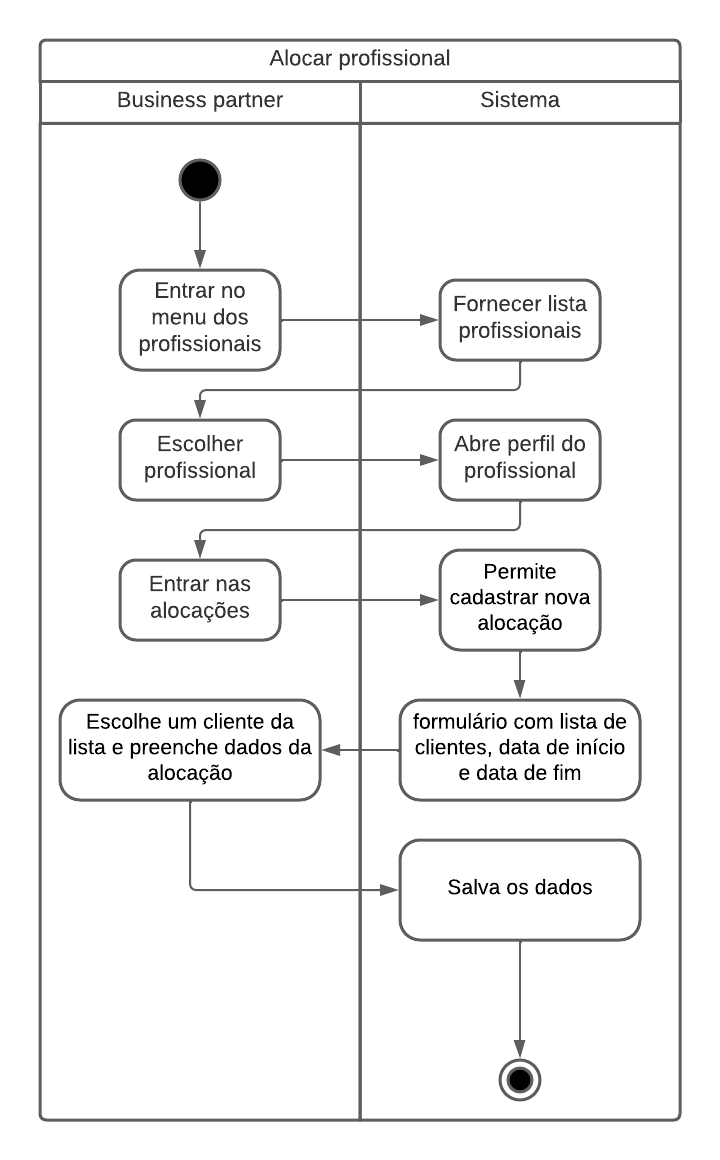 Alocar profissional
Business partner
Sistema
Entrar no
menu dos
profissionais
Fornecer lista
profissionais
Escolher
profissional
Abre perfil do
profissional
Entrar nas
alocações
Permite
cadastrar nova
alocação
formulário com lista de
clientes, data de início
e data de fim
Escolhe um cliente da
lista e preenche dados da
alocação
Salva os dados